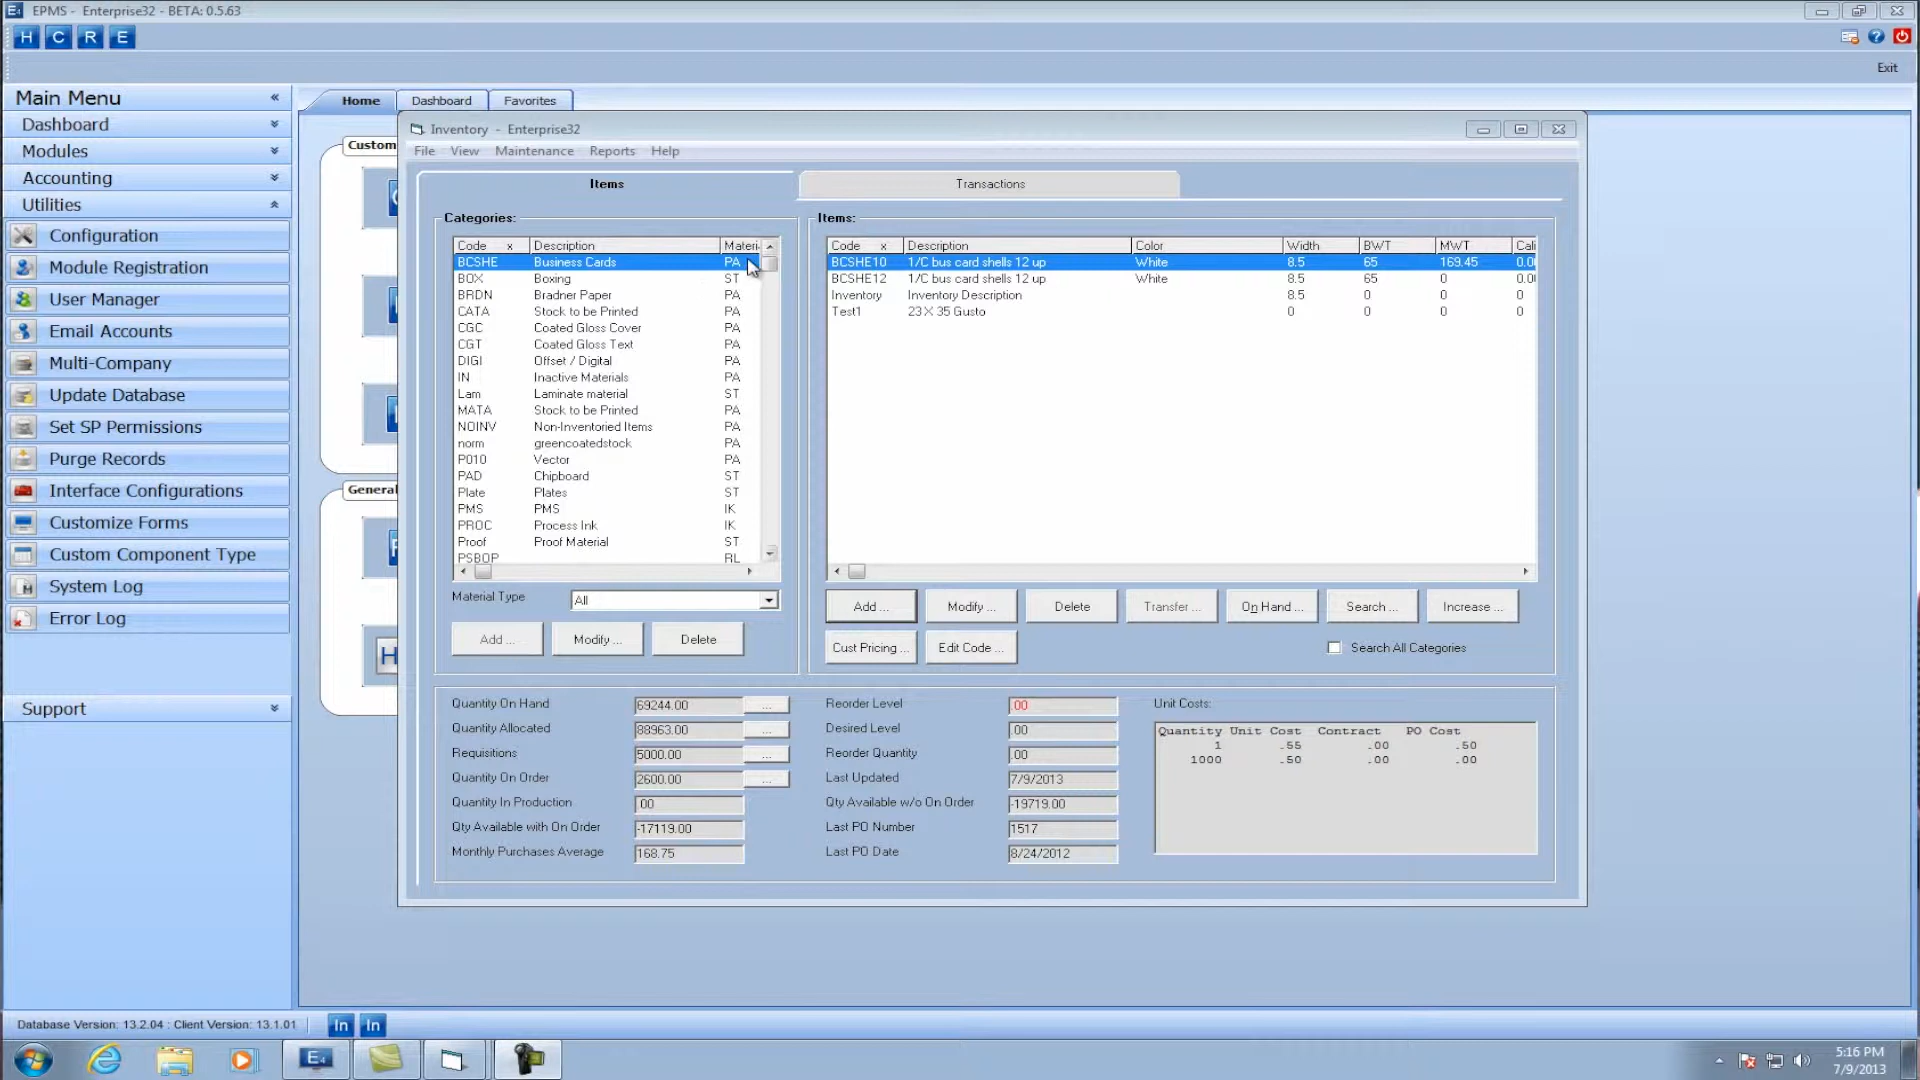 EPMS - Enterprise32 - BETA: 0.5.63
H C R E
Exit
Main Menu
Dashboard
Modules
Accounting
Utilities
Configuration
Module Registration
User Manager
Email Accounts
Multi-Company
Update Database
Set SP Permissions
Purge Records
Interface Configurations
Customize Forms
Custom Component Type
System Log
Error Log
Support
Home Dashboard Favorites
Custom
General
H
Inventory - Enterprise32
File View Maintenance Reports Help
Items Transactions
Categories:
Code x Description Materi
BCSHE Business Cards PA
BOX Boxing ST
BRDN Bradner Paper PA
CATA Stock to be Printed PA
CGC Coated Gloss Cover PA
CGT Coated Gloss Text PA
DIGI Offset / Digital PA
IN Inactive Materials PA
Lam Laminate material ST
MATA Stock to be Printed PA
NOINV Non-Inventoried Items PA
norm greencoatedstock PA
P010 Vector PA
PAD Chipboard ST
Plate Plates ST
PMS PMS IK
PROC Process Ink IK
Proof Proof Material ST
PSBOP RL
Material Type All
Add ... Modify ... Delete
Items:
Code x Description Color Width BWT MWT Cali
BCSHE10 1/C bus card shells 12 up White 8.5 65 169.45 0.00
BCSHE12 1/C bus card shells 12 up White 8.5 65 0 0.00
Inventory Inventory Description 8.5 0 0 0
Test1 23 X 35 Gusto 0 0 0 0
Add ... Modify ... Delete Transfer ... On Hand ... Search ... Increase ...
Cust Pricing ... Edit Code ... Search All Categories
Quantity On Hand 69244.00 ...
Quantity Allocated 88963.00 ...
Requisitions 5000.00 ...
Quantity On Order 2600.00 ...
Quantity In Production .00
Qty Available with On Order -17119.00
Monthly Purchases Average 168.75
Reorder Level .00
Desired Level .00
Reorder Quantity .00
Last Updated 7/9/2013
Qty Available w/o On Order -19719.00
Last PO Number 1517
Last PO Date 8/24/2012
Unit Costs:
Quantity Unit Cost Contract PO Cost
1 .55 .00 .50
1000 .50 .00 .00
Database Version: 13.2.04 : Client Version: 13.1.01 In In
E4
5:16 PM
7/9/2013